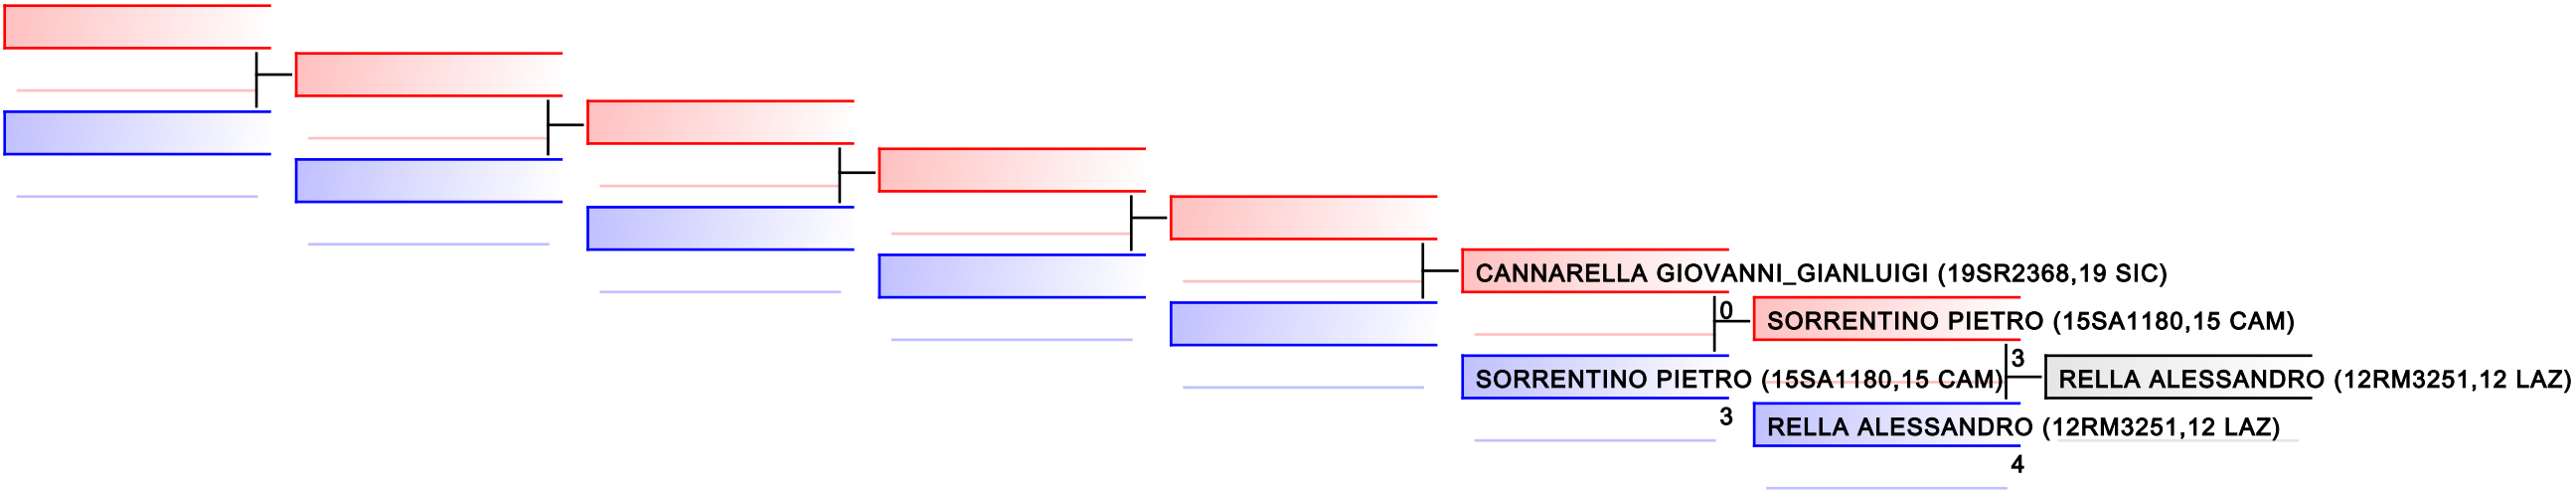 CANNARELLA GIOVANNI_GIANLUIGI (19SR2368,19 SIC)
0
SORRENTINO PIETRO (15SA1180,15 CAM)
3
SORRENTINO PIETRO (15SA1180,15 CAM)
RELLA ALESSANDRO (12RM3251,12 LAZ)
3
RELLA ALESSANDRO (12RM3251,12 LAZ)
4